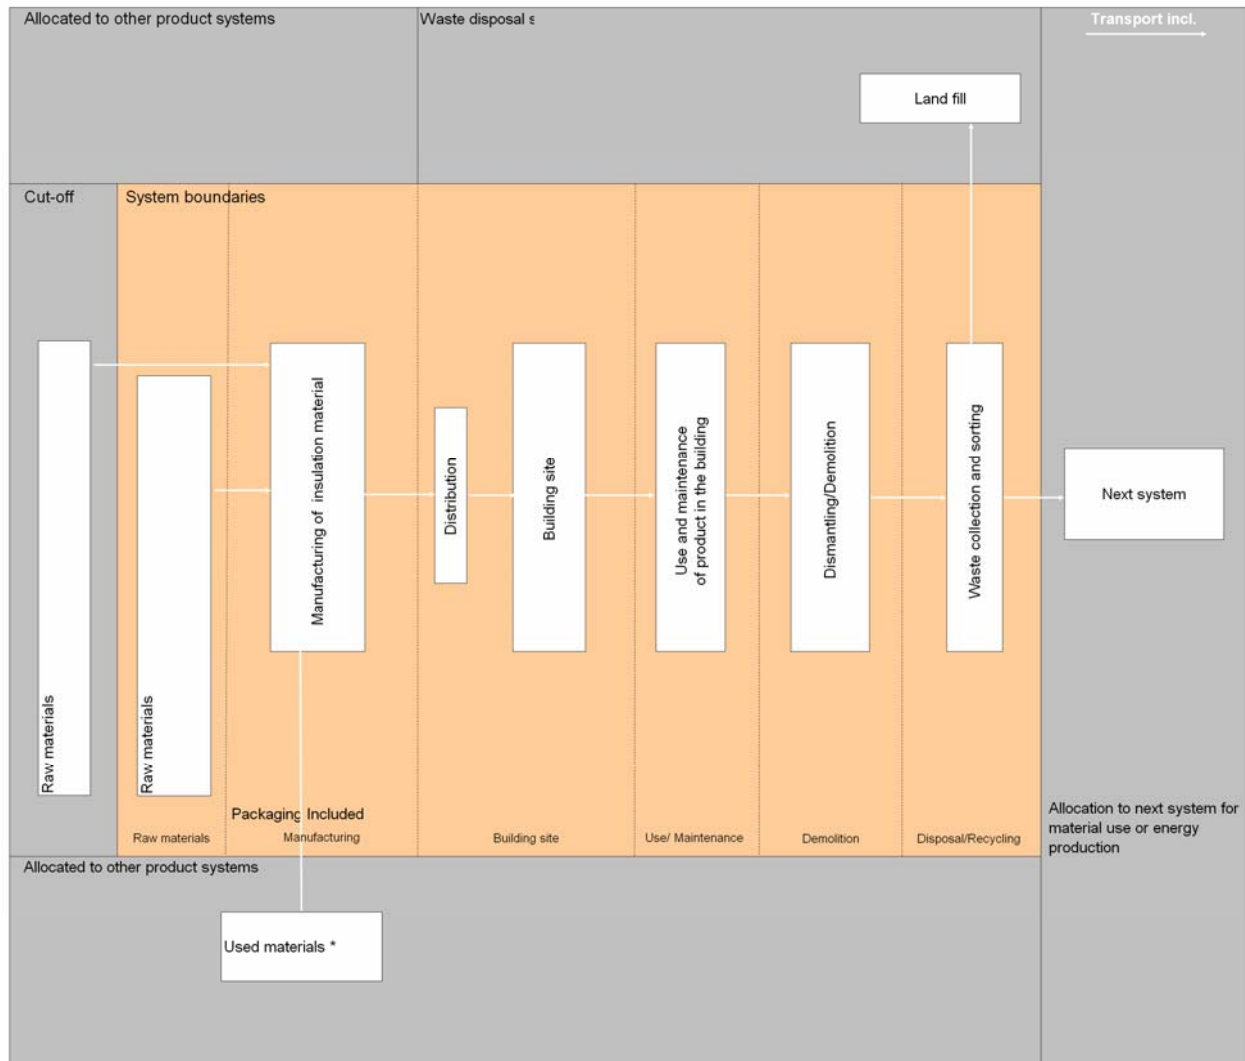 Allocated to other product systems
Waste disposal s
Transport incl.
Land fill
Cut-off
System boundaries
Raw materials
Raw materials
Manufacturing of insulation material
Distribution
Building site
Use and maintenance
of product in the building
Dismantling/Demolition
Waste collection and sorting
Next system
Packaging Included
Raw materials
Manufacturing
Building site
Use/ Maintenance
Demolition
Disposal/Recycling
Allocation to next system for
material use or energy
production
Allocated to other product systems
Used materials *